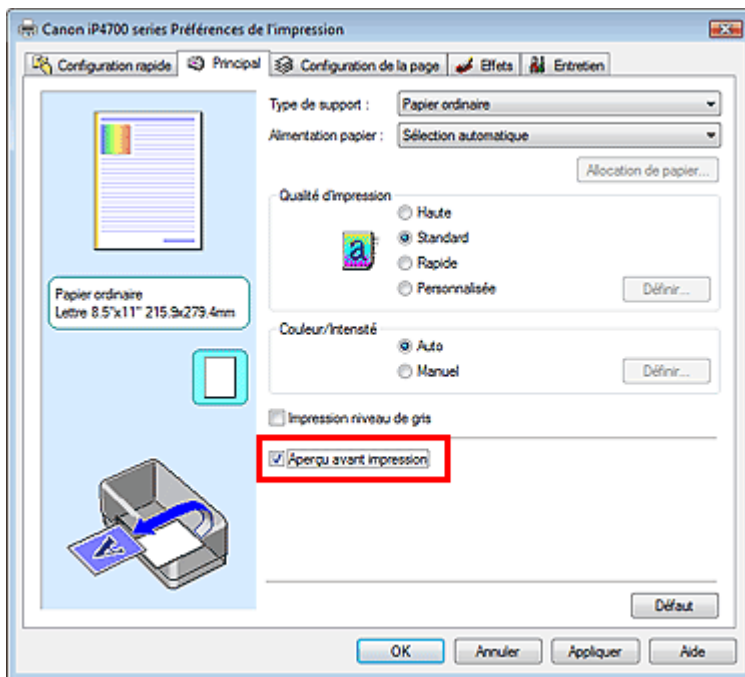 Canon iP4700 series Préférences de l'impression
Configuration rapide Principal Configuration de la page Effets Entretien
Type de support : Papier ordinaire
Alimentation papier : Sélection automatique
Allocation de papier...
Qualité d'impression
Haute
a Standard
Rapide
Personnalisée Définir...
Papier ordinaire
Lettre 8.5"x11" 215.9x279.4mm
Couleur/Intensité
Auto
Manuel Définir...
Impression niveau de gris
Aperçu avant impression
A
Défaut
OK Annuler Appliquer Aide